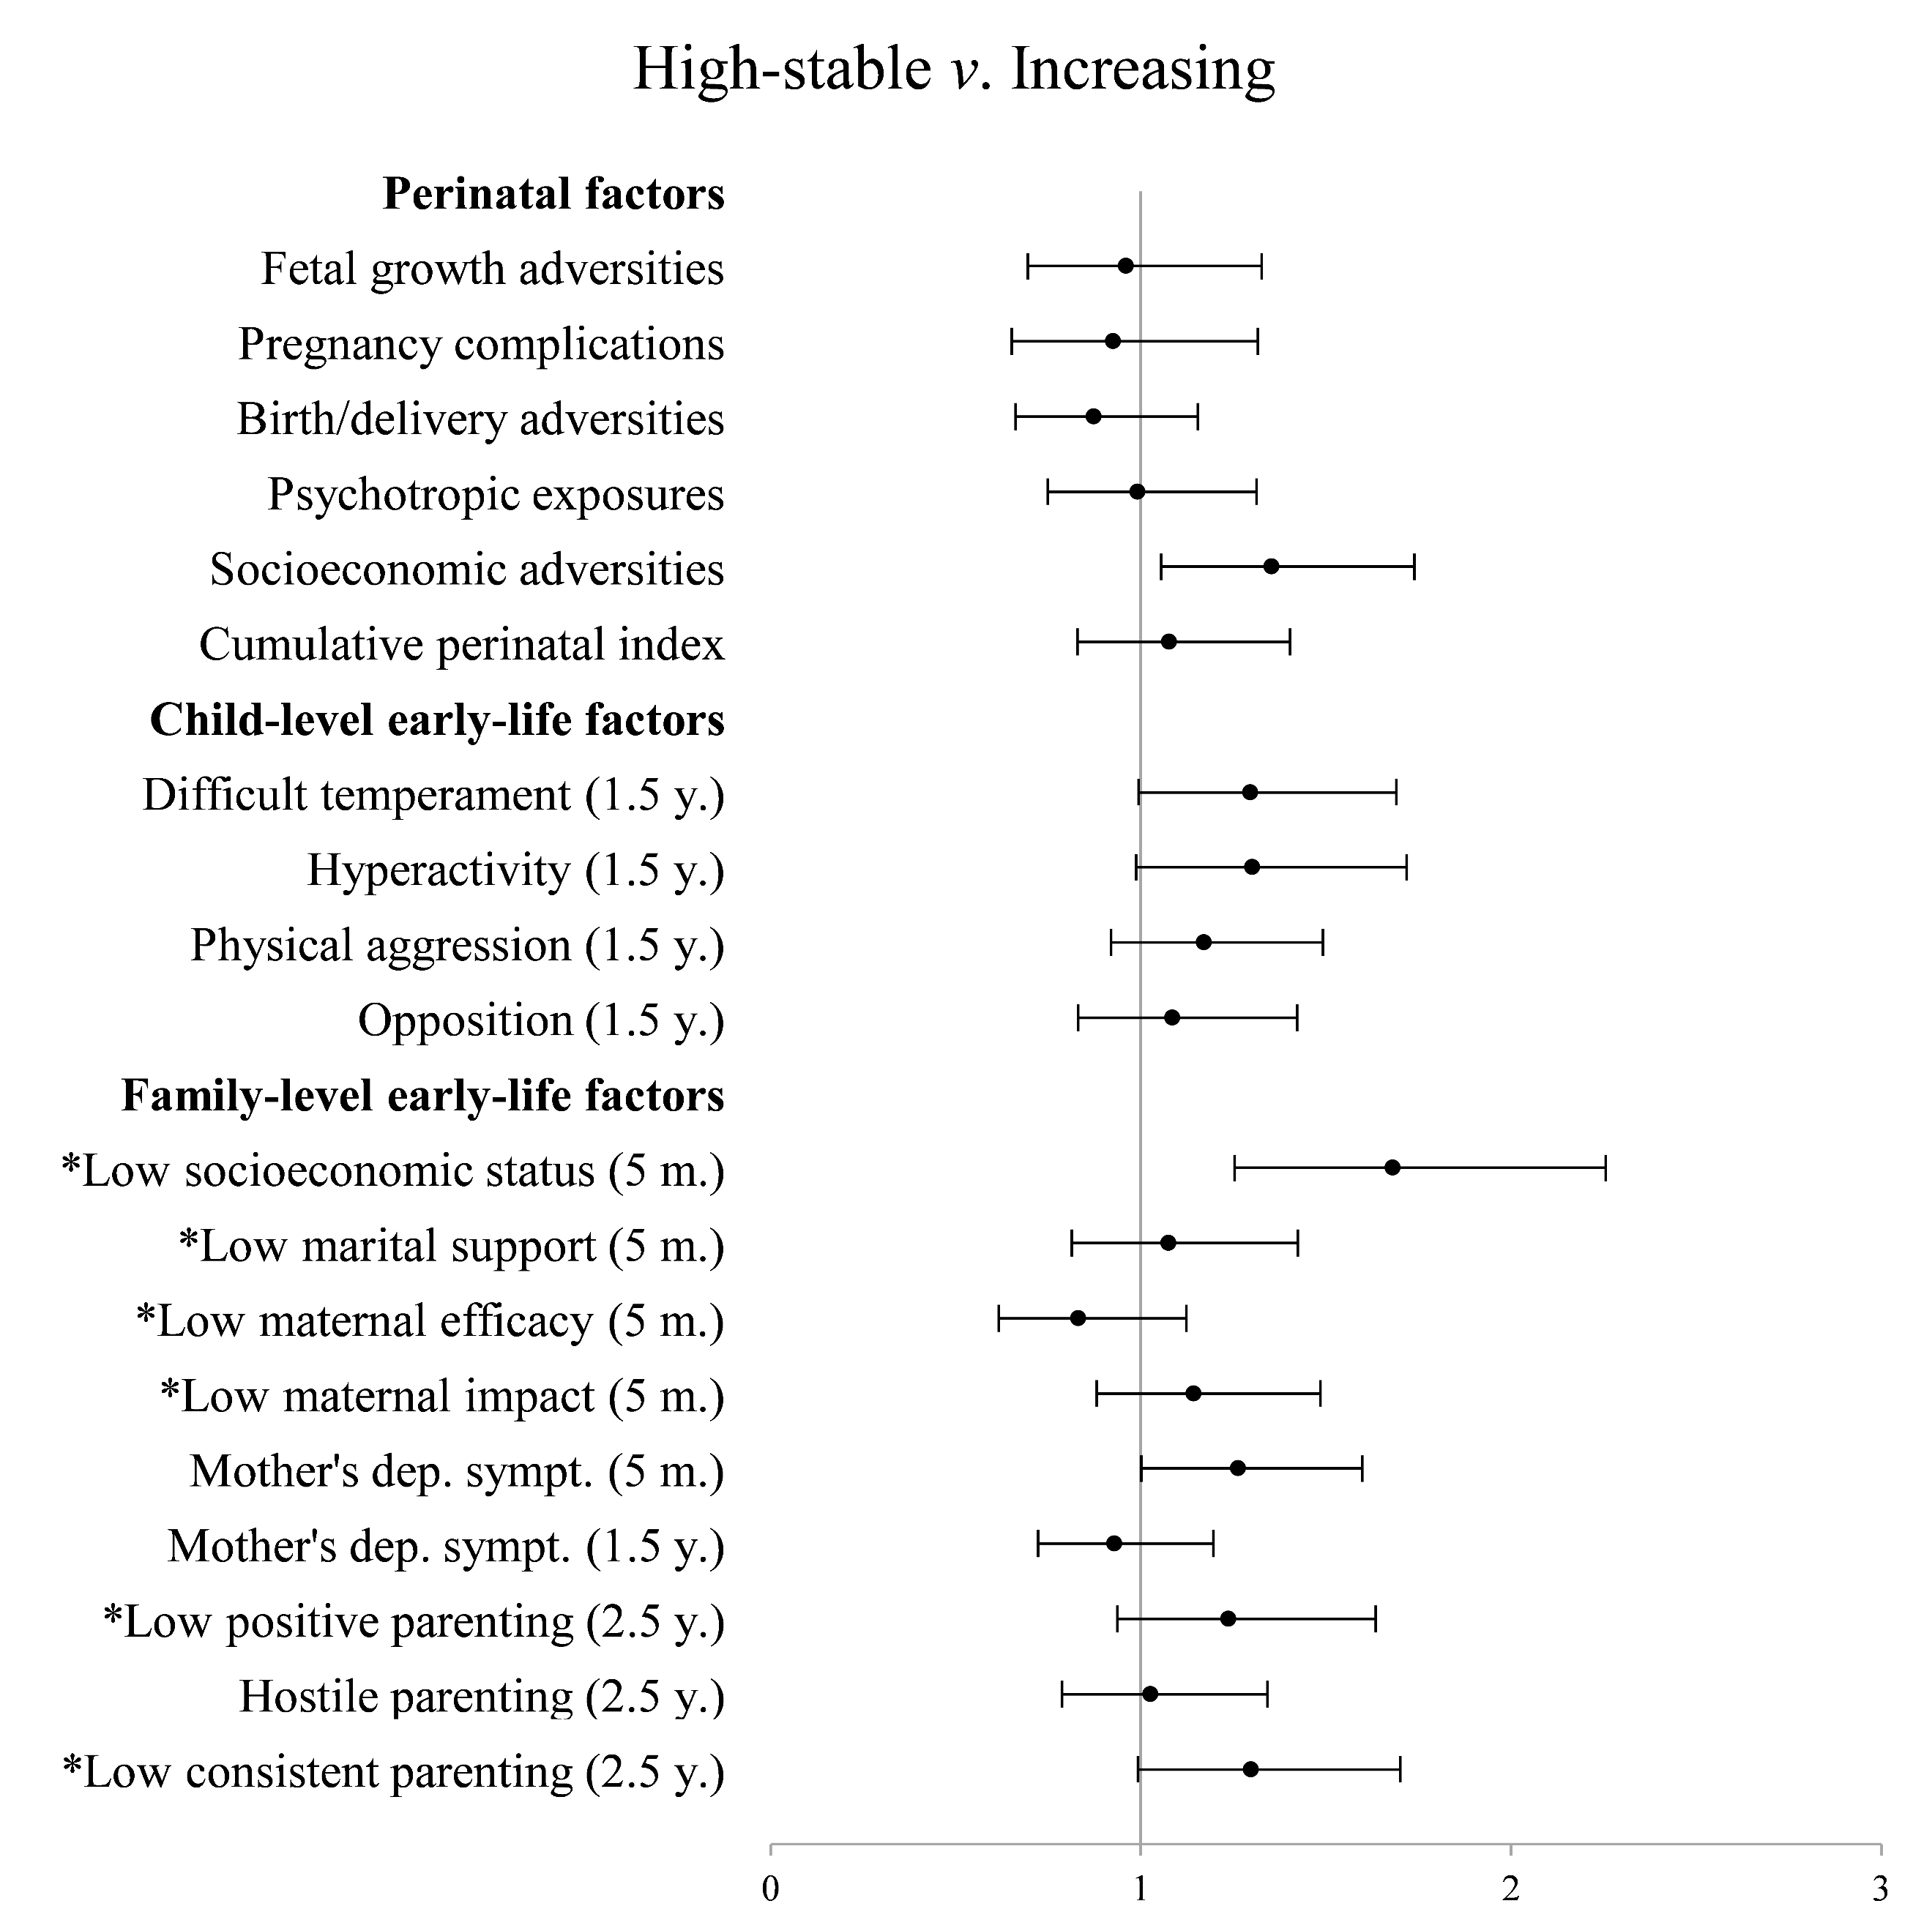 High-stable v. Increasing
Perinatal factors
Fetal growth adversities
Pregnancy complications
Birth/delivery adversities
Psychotropic exposures
Socioeconomic adversities
Cumulative perinatal index
Child-level early-life factors
Difficult temperament (1.5 y.)
Hyperactivity (1.5 y.)
Physical aggression (1.5 y.)
Opposition (1.5 y.)
Family-level early-life factors
*Low socioeconomic status (5 m.)
*Low marital support (5 m.)
*Low maternal efficacy (5 m.)
*Low maternal impact (5 m.)
Mother's dep. sympt. (5 m.)
Mother's dep. sympt. (1.5 y.)
*Low positive parenting (2.5 y.)
Hostile parenting (2.5 y.)
*Low consistent parenting (2.5 y.)
0 1 2 3